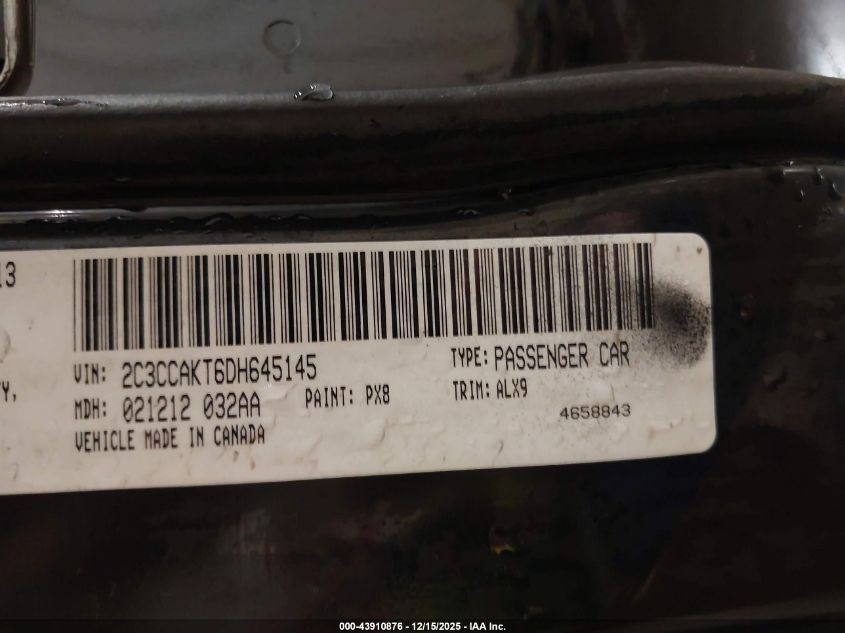 13
VIN: 2C3CCAKT6DH645145
TYPE: PASSENGER CAR
Y,
MDH: 021212 032AA
PAINT: PX8
TRIM: ALX9
4658843
VEHICLE MADE IN CANADA
000-43910876 - 12/15/2025 - IAA Inc.